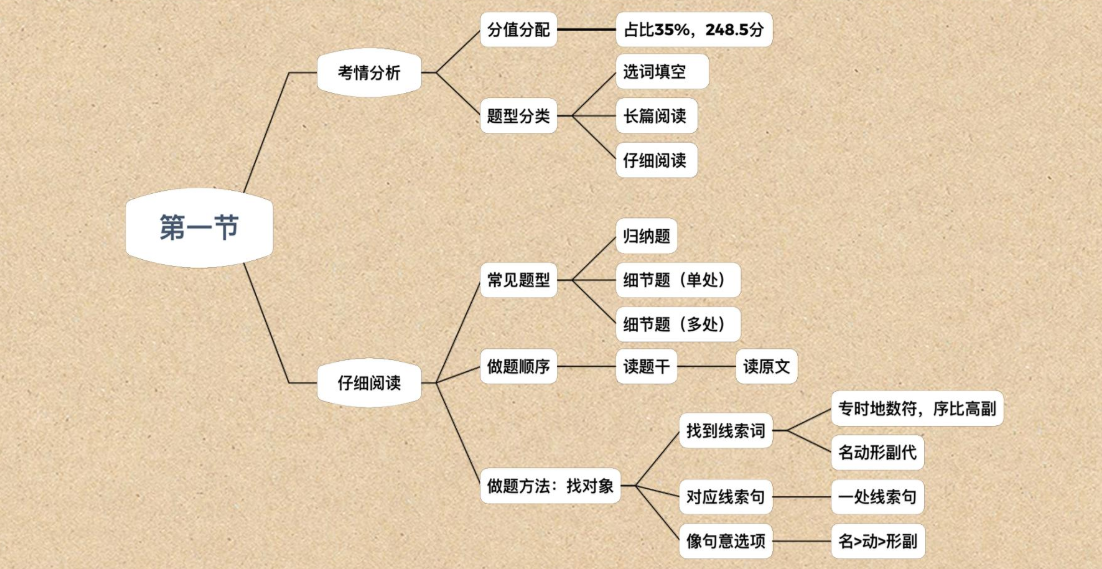 第一节
考情分析
分值分配
占比35%，248.5分
题型分类
选词填空
长篇阅读
仔细阅读
仔细阅读
常见题型
归纳题
细节题（单处）
细节题（多处）
做题顺序
读题干
读原文
做题方法：找对象
找到线索词
专时地数符，序比高副
名动形副代
对应线索句
一处线索句
像句意选项
名>动>形副